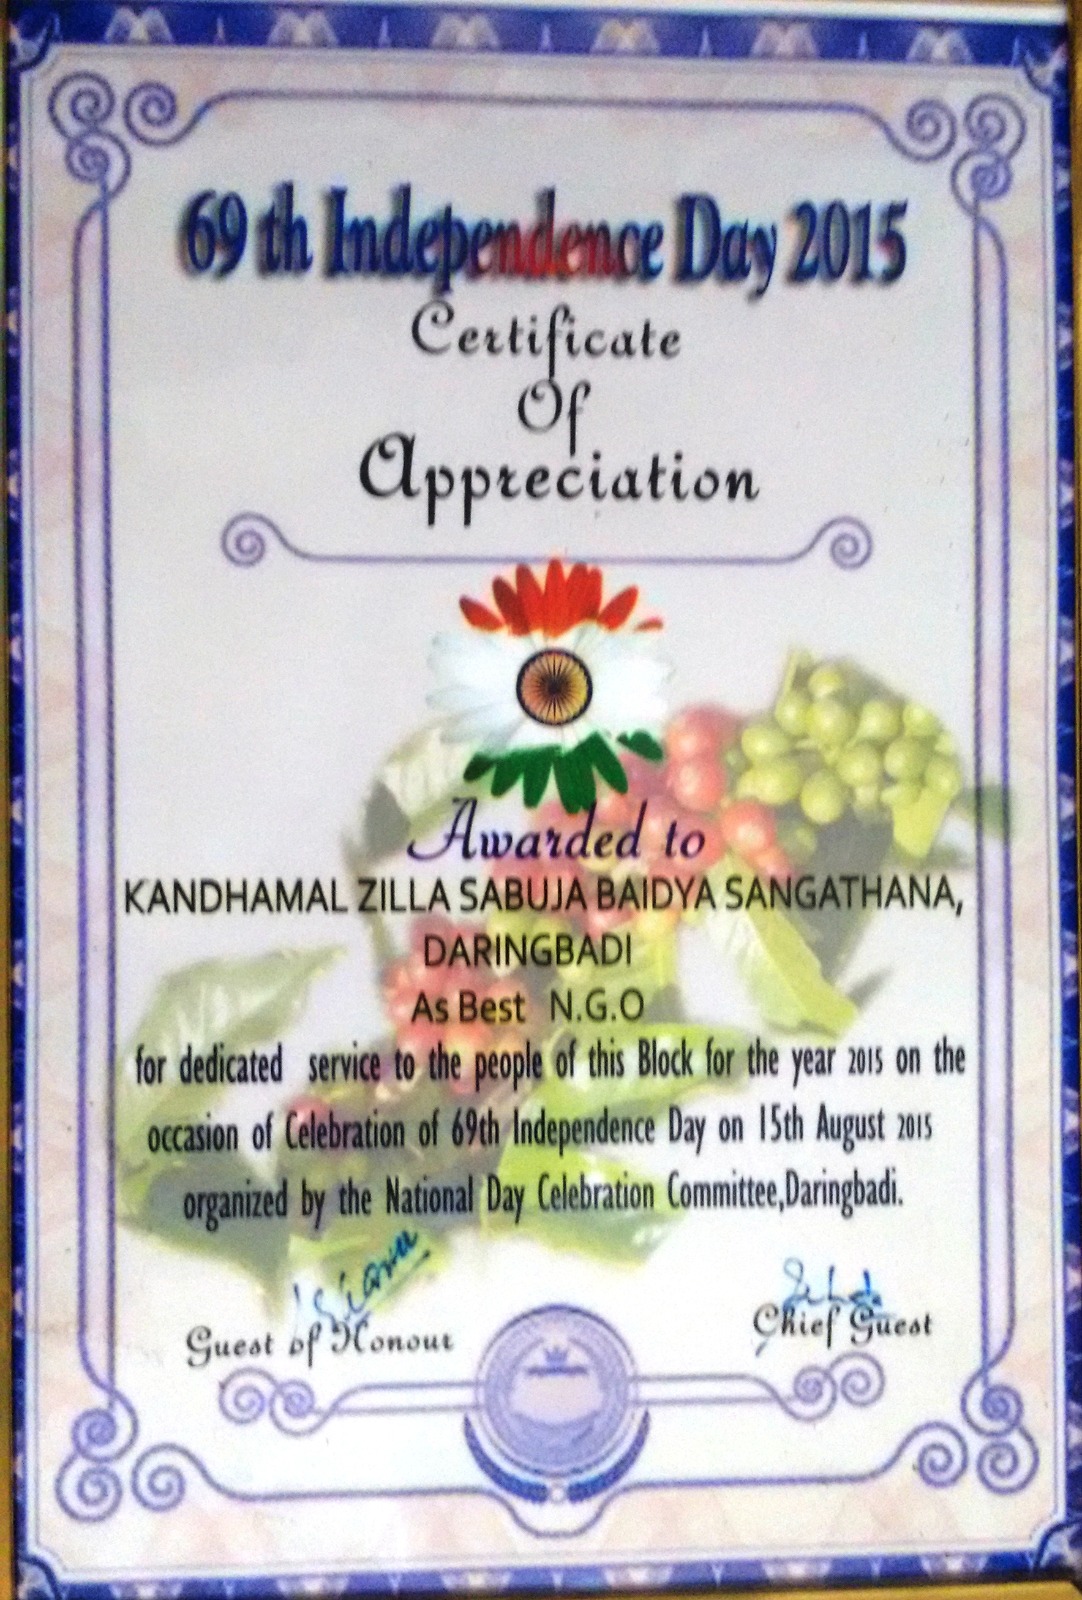 69 th Independence Day 2015
Certificate
Of
Appreciation
Awarded to
KANDHAMAL ZILLA SABUJA BAIDYA SANGATHANA,
DARINGBADI
As Best N.G.O
for dedicated service to the people of this Block for the year 2015 on the
occasion of Celebration of 69th Independence Day on 15th August 2015
organized by the National Day Celebration Committee,Daringbadi.
Guest of Honour
Chief Guest